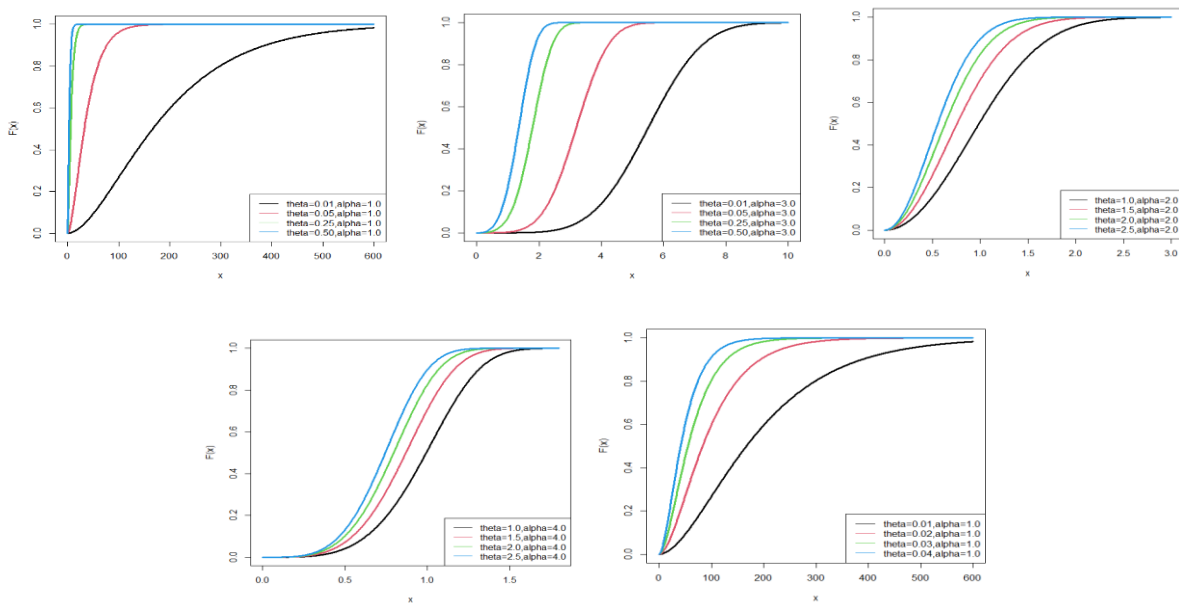 F(x)
1.0
0.8
0.6
0.4
0.2
0.0
theta=0.01,alpha=1.0
theta=0.05,alpha=1.0
theta=0.25,alpha=1.0
theta=0.50,alpha=1.0
0 100 200 300 400 500 600
x
F(x)
1.0
0.8
0.6
0.4
0.2
0.0
theta=0.01,alpha=3.0
theta=0.05,alpha=3.0
theta=0.25,alpha=3.0
theta=0.50,alpha=3.0
0 2 4 6 8 10
x
F(x)
1.0
0.8
0.6
0.4
0.2
0.0
theta=1.0,alpha=2.0
theta=1.5,alpha=2.0
theta=2.0,alpha=2.0
theta=2.5,alpha=2.0
0.0 0.5 1.0 1.5 2.0 2.5 3.0
x
F(x)
1.0
0.8
0.6
0.4
0.2
0.0
theta=1.0,alpha=4.0
theta=1.5,alpha=4.0
theta=2.0,alpha=4.0
theta=2.5,alpha=4.0
0.0 0.5 1.0 1.5
x
F(x)
1.0
0.8
0.6
0.4
0.2
0.0
theta=0.01,alpha=1.0
theta=0.02,alpha=1.0
theta=0.03,alpha=1.0
theta=0.04,alpha=1.0
0 100 200 300 400 500 600
x